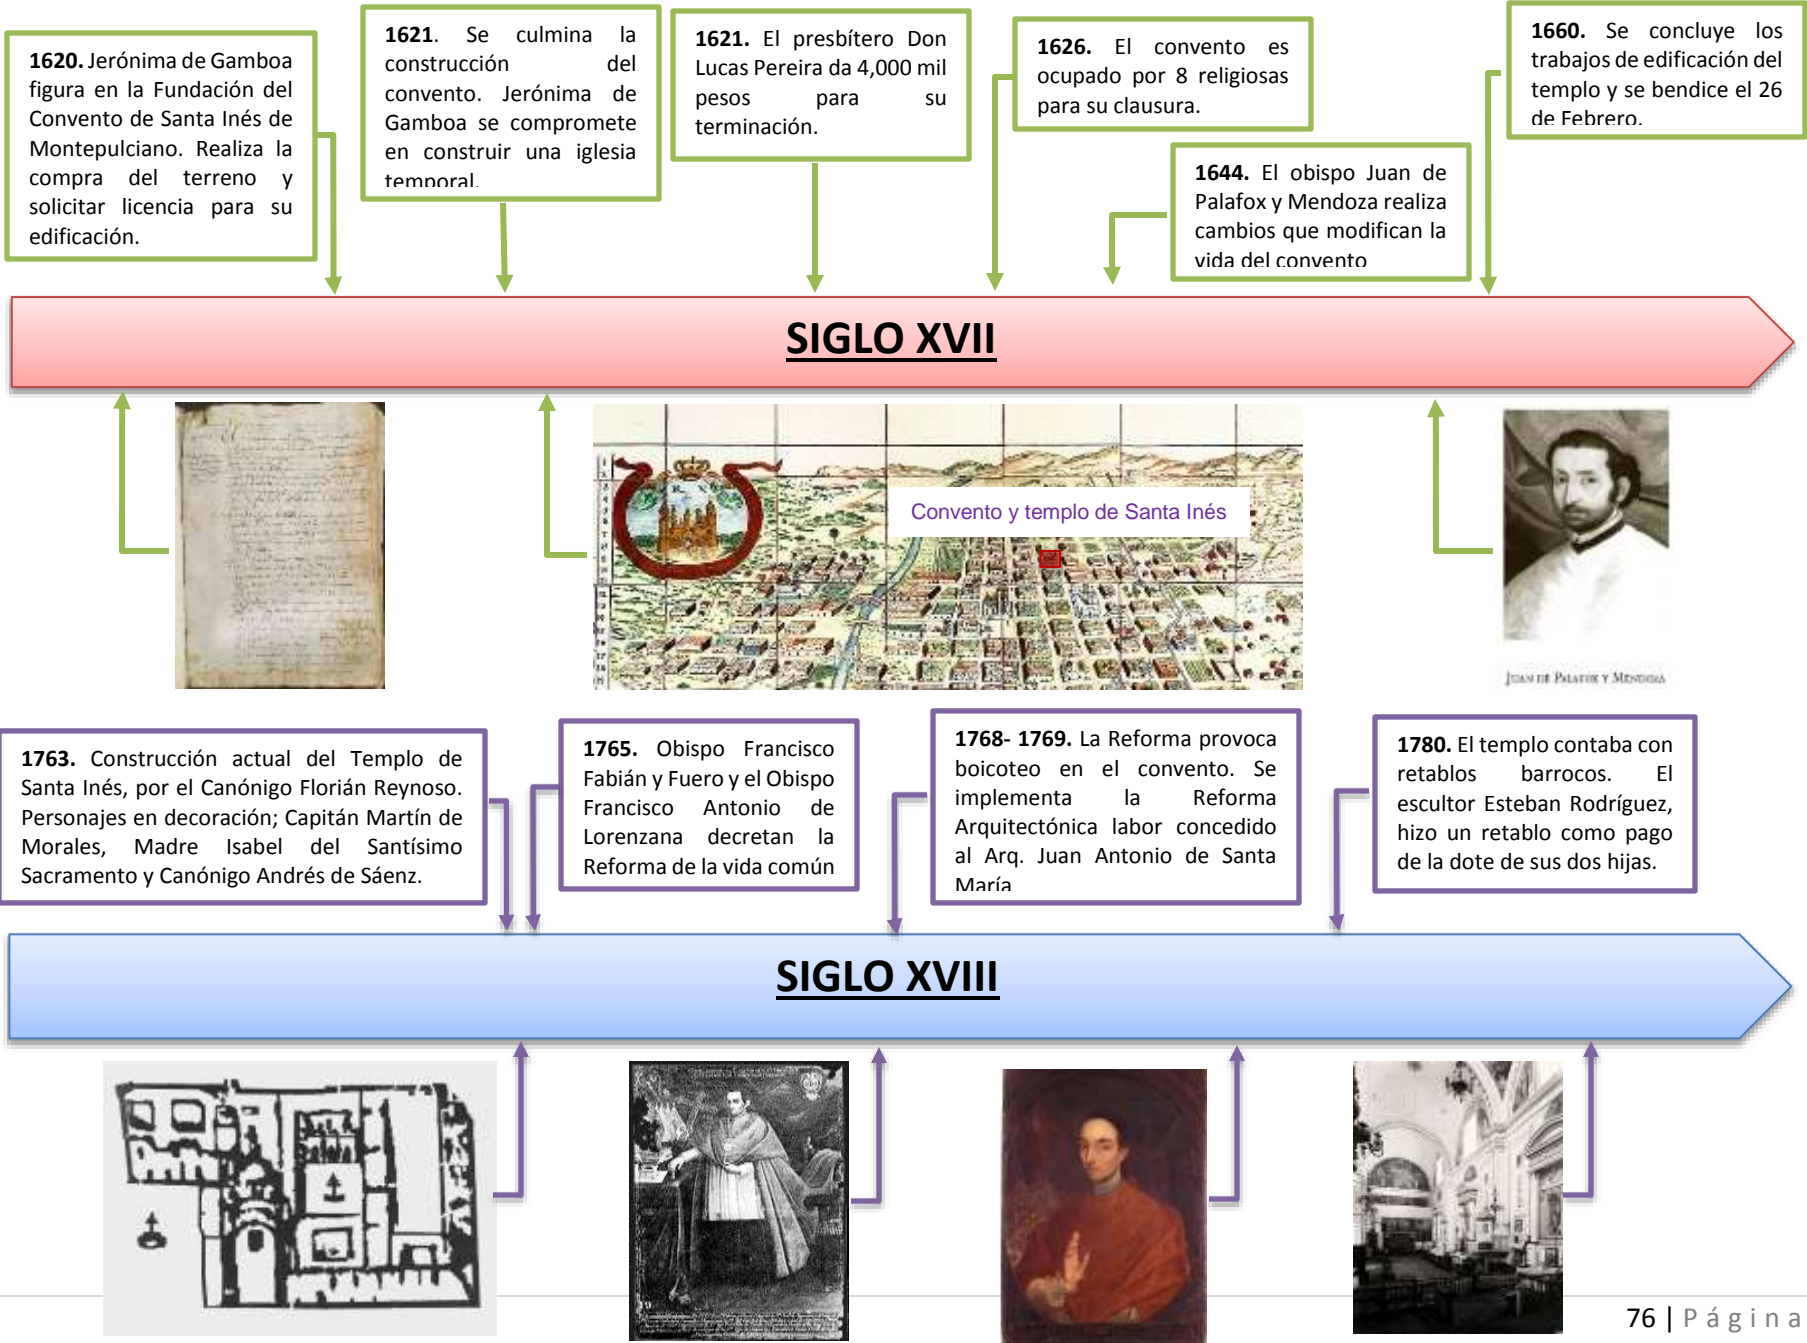 1620. Jerónima de Gamboa
figura en la Fundación del
Convento de Santa Inés de
Montepulciano. Realiza la
compra del terreno y
solicitar licencia para su
edificación.
1621. Se culmina la
construcción del
convento. Jerónima de
Gamboa se compromete
en construir una iglesia
temporal.
1621. El presbítero Don
Lucas Pereira da 4,000 mil
pesos para su
terminación.
1626. El convento es
ocupado por 8 religiosas
para su clausura.
1644. El obispo Juan de
Palafox y Mendoza realiza
cambios que modifican la
vida del convento
1660. Se concluye los
trabajos de edificación del
templo y se bendice el 26
de Febrero.
SIGLO XVII
Convento y templo de Santa Inés
JUAN DE PALAFOX Y MENDOZA
1763. Construcción actual del Templo de
Santa Inés, por el Canónigo Florián Reynoso.
Personajes en decoración; Capitán Martín de
Morales, Madre Isabel del Santísimo
Sacramento y Canónigo Andrés de Sáenz.
1765. Obispo Francisco
Fabián y Fuero y el Obispo
Francisco Antonio de
Lorenzana decretan la
Reforma de la vida común
1768- 1769. La Reforma provoca
boicoteo en el convento. Se
implementa la Reforma
Arquitectónica labor concedido
al Arq. Juan Antonio de Santa
María
1780. El templo contaba con
retablos barrocos. El
escultor Esteban Rodríguez,
hizo un retablo como pago
de la dote de sus dos hijas.
SIGLO XVIII
76 | Página